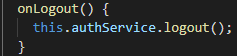 onLogout() {
  this.authService.logout();
}